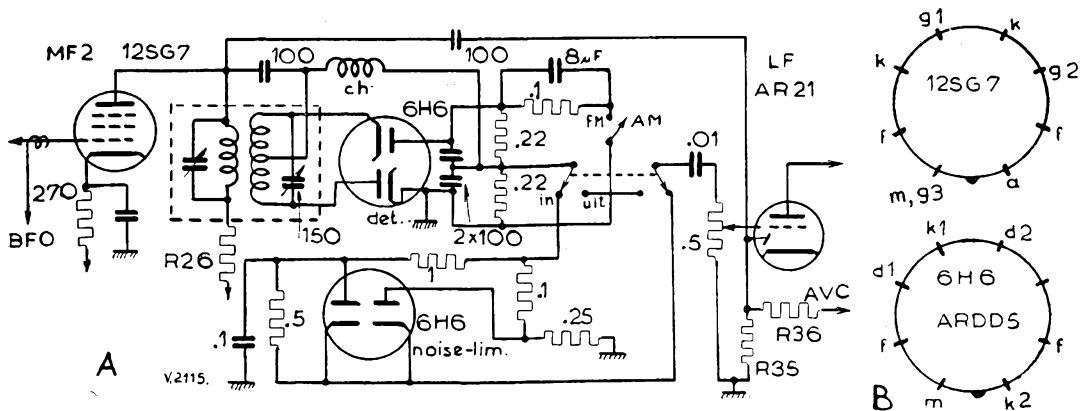 MF2 12SG7
100
ch.
100
8µF
.1
6H6
FM
AM
.22
.22
LF
AR21
.01
270
BFO
det..
in
uit
150
2x100
.5
R26
1
.1
.5
.1
6H6
noise-lim.
.25
AVC
R36
R35
A
V.2115.
g1
k
k
g2
12SG7
f
f
m, g3
a
k1
d2
d1
6H6
ARDD5
f
f
m
k2
B